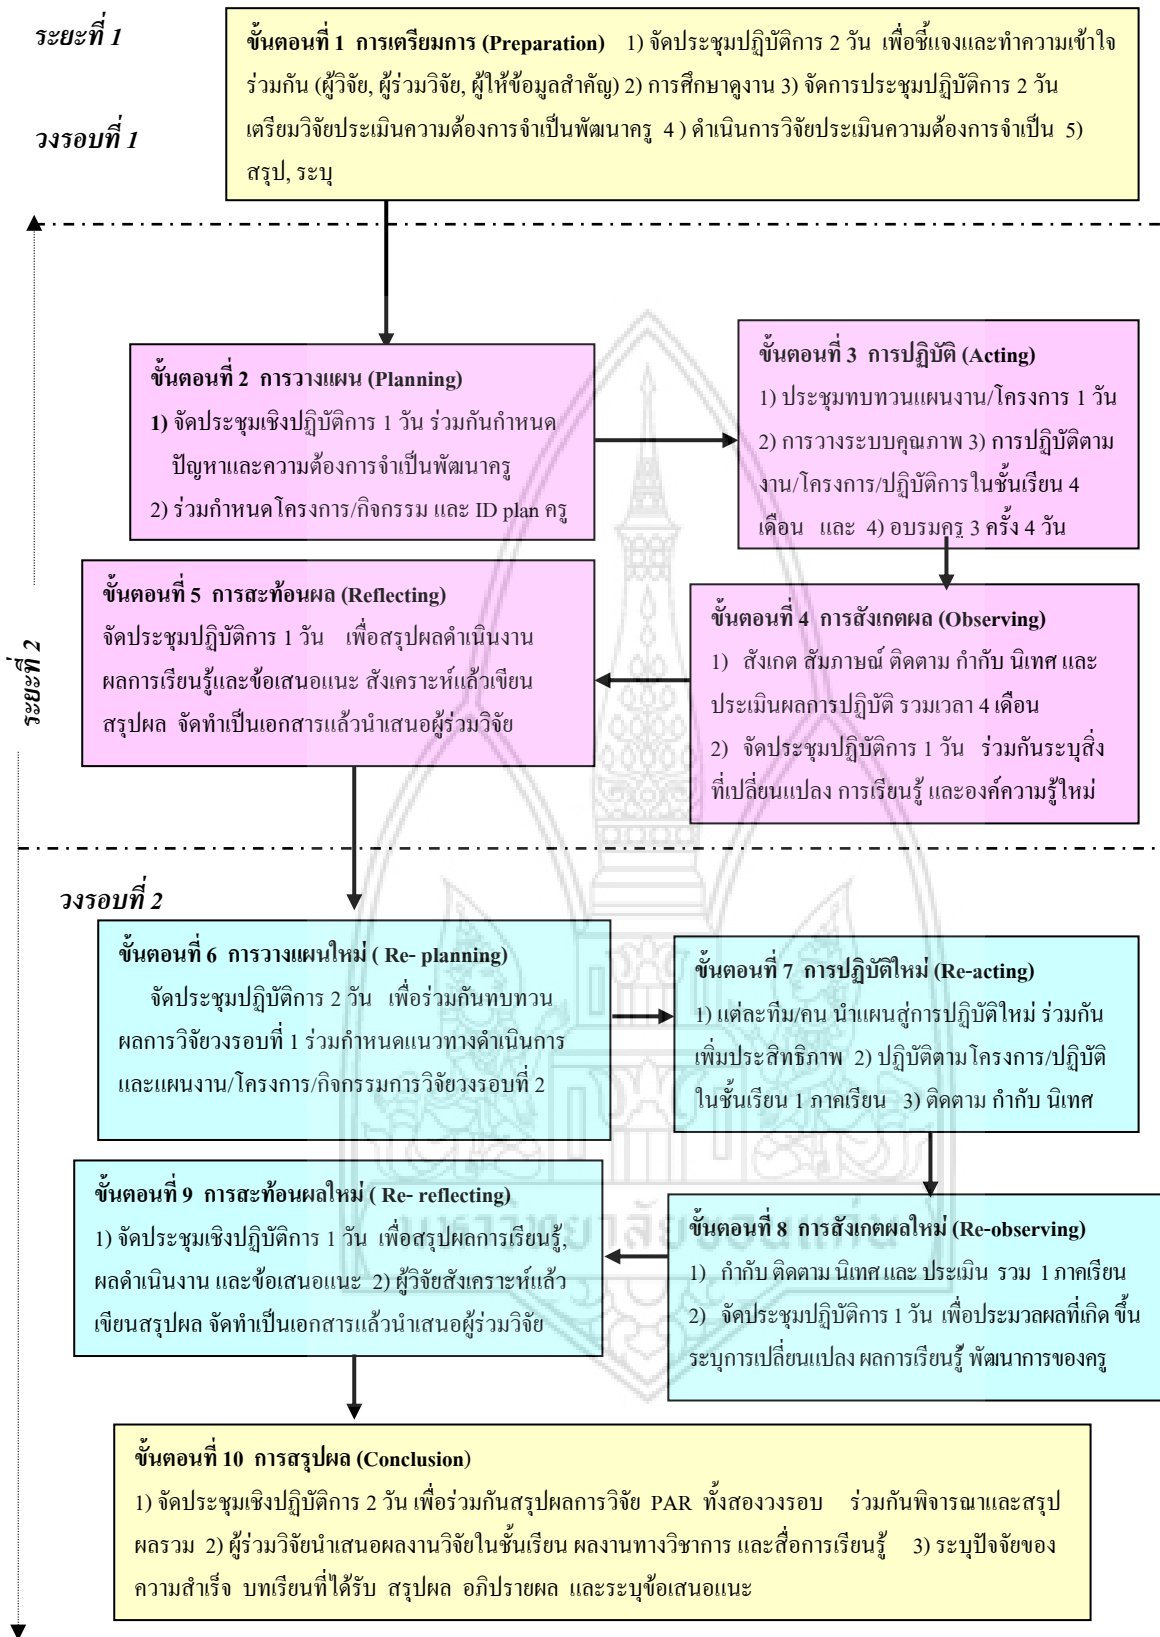 ระยะที่ 1
วงรอบที่ 1
ขั้นตอนที่ 1 การเตรียมการ (Preparation) 1) จัดประชุมปฏิบัติการ 2 วัน เพื่อชี้แจงและทำความเข้าใจ
ร่วมกัน (ผู้วิจัย, ผู้ร่วมวิจัย, ผู้ให้ข้อมูลสำคัญ) 2) การศึกษาดูงาน 3) จัดการประชุมปฏิบัติการ 2 วัน
เตรียมวิจัยประเมินความต้องการจำเป็นพัฒนาครู 4 ) ดำเนินการวิจัยประเมินความต้องการจำเป็น 5)
สรุป, ระบุ
ระยะที่ 2
ขั้นตอนที่ 2 การวางแผน (Planning)
1) จัดประชุมเชิงปฏิบัติการ 1 วัน ร่วมกันกำหนด
ปัญหาและความต้องการจำเป็นพัฒนาครู
2) ร่วมกำหนดโครงการ/กิจกรรม และ ID plan ครู
ขั้นตอนที่ 3 การปฏิบัติ (Acting)
1) ประชุมทบทวนแผนงาน/โครงการ 1 วัน
2) การวางระบบคุณภาพ 3) การปฏิบัติตาม
งาน/โครงการ/ปฏิบัติการในชั้นเรียน 4
เดือน และ 4) อบรมครู 3 ครั้ง 4 วัน
ขั้นตอนที่ 4 การสังเกตผล (Observing)
1) สังเกต สัมภาษณ์ ติดตาม กำกับ นิเทศ และ
ประเมินผลการปฏิบัติ รวมเวลา 4 เดือน
2) จัดประชุมปฏิบัติการ 1 วัน ร่วมกันระบุสิ่ง
ที่เปลี่ยนแปลง การเรียนรู้ และองค์ความรู้ใหม่
ขั้นตอนที่ 5 การสะท้อนผล (Reflecting)
จัดประชุมปฏิบัติการ 1 วัน เพื่อสรุปผลดำเนินงาน
ผลการเรียนรู้และข้อเสนอแนะ สังเคราะห์แล้วเขียน
สรุปผล จัดทำเป็นเอกสารแล้วนำเสนอผู้ร่วมวิจัย
วงรอบที่ 2
ขั้นตอนที่ 6 การวางแผนใหม่ ( Re- planning)
จัดประชุมปฏิบัติการ 2 วัน เพื่อร่วมกันทบทวน
ผลการวิจัยวงรอบที่ 1 ร่วมกำหนดแนวทางดำเนินการ
และแผนงาน/โครงการ/กิจกรรมการวิจัยวงรอบที่ 2
ขั้นตอนที่ 7 การปฏิบัติใหม่ (Re-acting)
1) แต่ละทีม/คน นำแผนสู่การปฏิบัติใหม่ ร่วมกัน
เพิ่มประสิทธิภาพ 2) ปฏิบัติตามโครงการ/ปฏิบัติ
ในชั้นเรียน 1 ภาคเรียน 3) ติดตาม กำกับ นิเทศ
ขั้นตอนที่ 8 การสังเกตผลใหม่ (Re-observing)
1) กำกับ ติดตาม นิเทศ และ ประเมิน รวม 1 ภาคเรียน
2) จัดประชุมปฏิบัติการ 1 วัน เพื่อประมวลผลที่เกิด ขึ้น
ระบุการเปลี่ยนแปลง ผลการเรียนรู้ พัฒนาการของครู
ขั้นตอนที่ 9 การสะท้อนผลใหม่ ( Re- reflecting)
1) จัดประชุมเชิงปฏิบัติการ 1 วัน เพื่อสรุปผลการเรียนรู้,
ผลดำเนินงาน และข้อเสนอแนะ 2) ผู้วิจัยสังเคราะห์แล้ว
เขียนสรุปผล จัดทำเป็นเอกสารแล้วนำเสนอผู้ร่วมวิจัย
มหาวิทยาลัยขอนแก่น
ขั้นตอนที่ 10 การสรุปผล (Conclusion)
1) จัดประชุมเชิงปฏิบัติการ 2 วัน เพื่อร่วมกันสรุปผลการวิจัย PAR ทั้งสองวงรอบ ร่วมกันพิจารณาและสรุป
ผลรวม 2) ผู้ร่วมวิจัยนำเสนอผลงานวิจัยในชั้นเรียน ผลงานทางวิชาการ และสื่อการเรียนรู้ 3) ระบุปัจจัยของ
ความสำเร็จ บทเรียนที่ได้รับ สรุปผล อภิปรายผล และระบุข้อเสนอแนะ